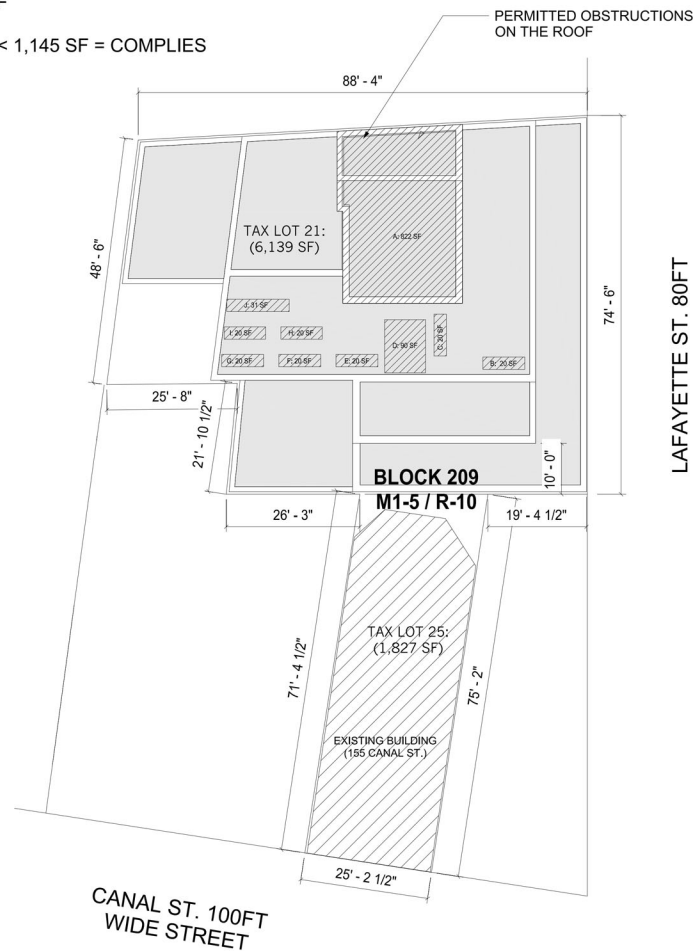 PERMITTED OBSTRUCTIONS
ON THE ROOF
< 1,145 SF = COMPLIES
88' - 4"
TAX LOT 21:
(6,139 SF)
A: 822 SF
48' - 6"
74' - 6"
LAFAYETTE ST. 80FT
J: 31 SF
I: 20 SF
H: 20 SF
D: 90 SF
C: 20 SF
G: 20 SF
F: 20 SF
E: 20 SF
B: 20 SF
25' - 8"
21' - 10 1/2"
10' - 0"
BLOCK 209
M1-5 / R-10
26' - 3"
19' - 4 1/2"
TAX LOT 25:
(1,827 SF)
71' - 4 1/2"
75' - 2"
EXISTING BUILDING
(155 CANAL ST.)
25' - 2 1/2"
CANAL ST. 100FT
WIDE STREET